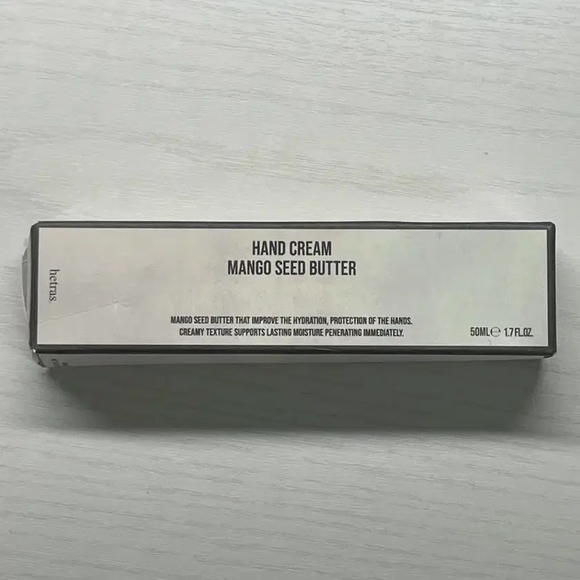 HAND CREAM
MANGO SEED BUTTER
hetras.
MANGO SEED BUTTER THAT IMPROVE THE HYDRATION, PROTECTION OF THE HANDS.
CREAMY TEXTURE SUPPORTS LASTING MOISTURE PENERATING IMMEDIATELY.
50ML℮ 1.7 FL.OZ.